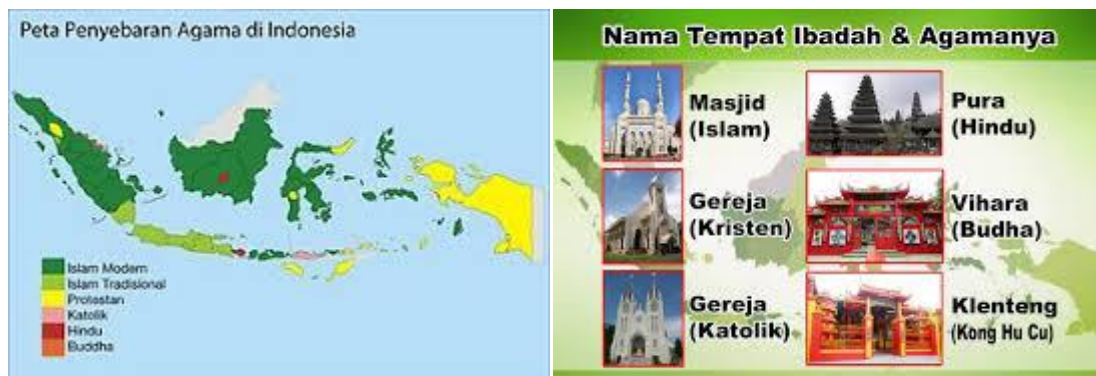 Peta Penyebaran Agama di Indonesia
Islam Modern
Islam Tradisional
Protestan
Katolik
Hindu
Buddha
Nama Tempat Ibadah & Agamanya
Masjid
(Islam)
Pura
(Hindu)
Gereja
(Kristen)
Vihara
(Budha)
Gereja
(Katolik)
Klenteng
(Kong Hu Cu)